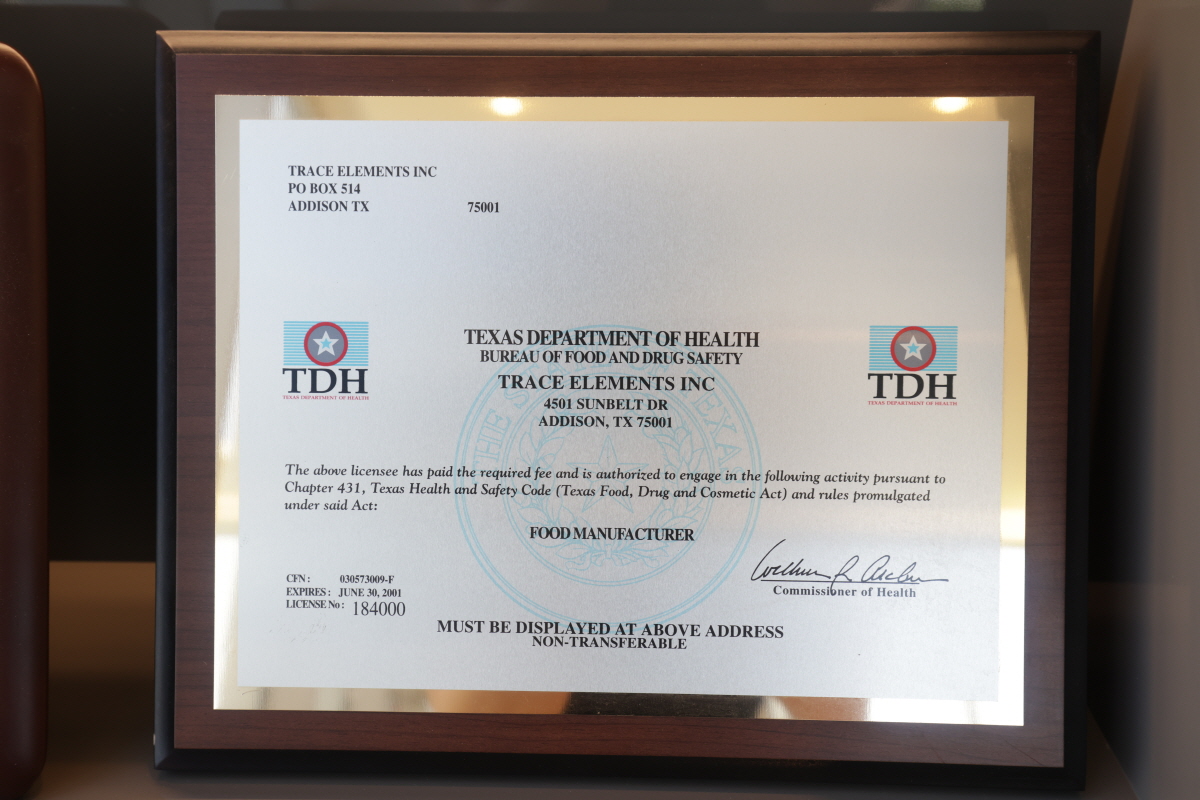 TRACE ELEMENTS INC
PO BOX 514
ADDISON TX 75001
TDH
TEXAS DEPARTMENT OF HEALTH
TEXAS DEPARTMENT OF HEALTH
BUREAU OF FOOD AND DRUG SAFETY
TRACE ELEMENTS INC
4501 SUNBELT DR
ADDISON, TX 75001
TDH
TEXAS DEPARTMENT OF HEALTH
The above licensee has paid the required fee and is authorized to engage in the following activity pursuant to
Chapter 431, Texas Health and Safety Code (Texas Food, Drug and Cosmetic Act) and rules promulgated
under said Act:
FOOD MANUFACTURER
Commissioner of Health
CFN: 030573009-F
EXPIRES: JUNE 30, 2001
LICENSE No: 184000
MUST BE DISPLAYED AT ABOVE ADDRESS
NON-TRANSFERABLE